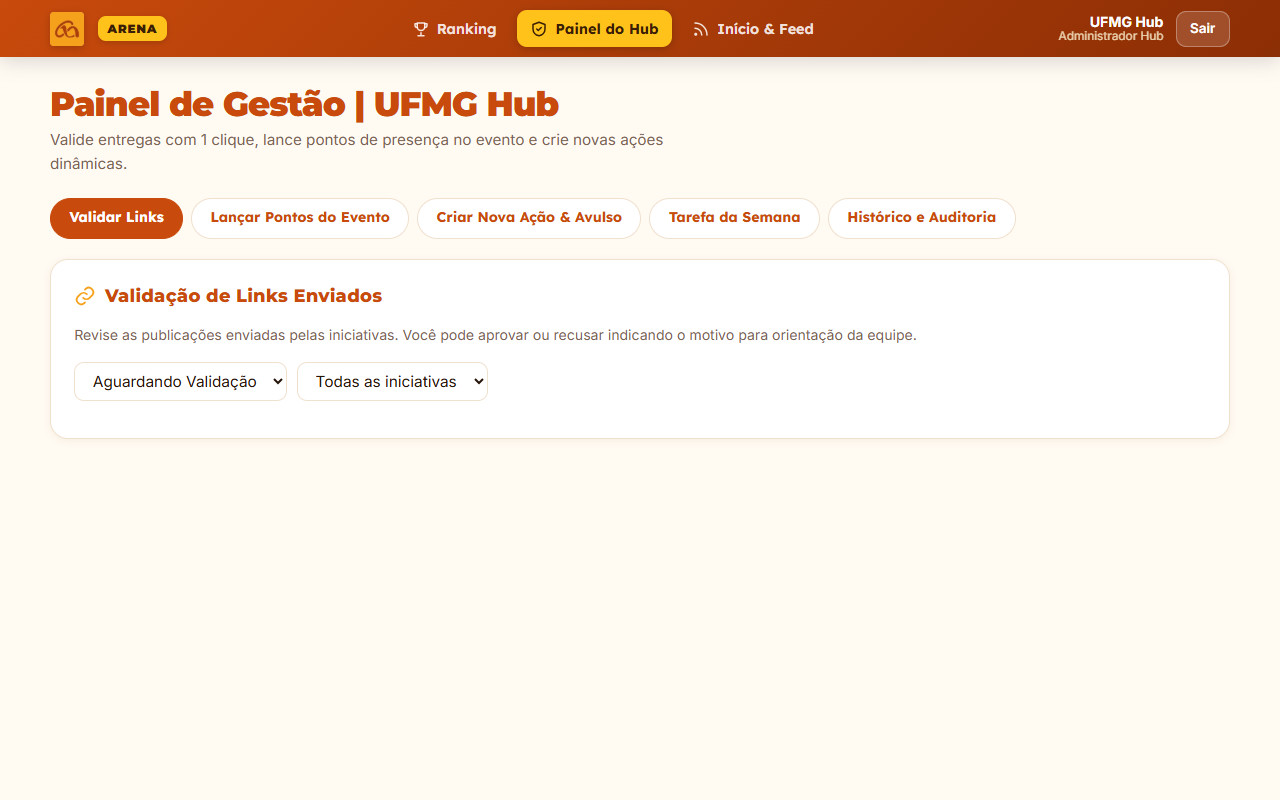 ARENA
Ranking
Painel do Hub
Início & Feed
UFMG Hub
Administrador Hub
Sair
Painel de Gestão | UFMG Hub
Valide entregas com 1 clique, lance pontos de presença no evento e crie novas ações
dinâmicas.
Validar Links
Lançar Pontos do Evento
Criar Nova Ação & Avulso
Tarefa da Semana
Histórico e Auditoria
Validação de Links Enviados
Revise as publicações enviadas pelas iniciativas. Você pode aprovar ou recusar indicando o motivo para orientação da equipe.
Aguardando Validação
Todas as iniciativas